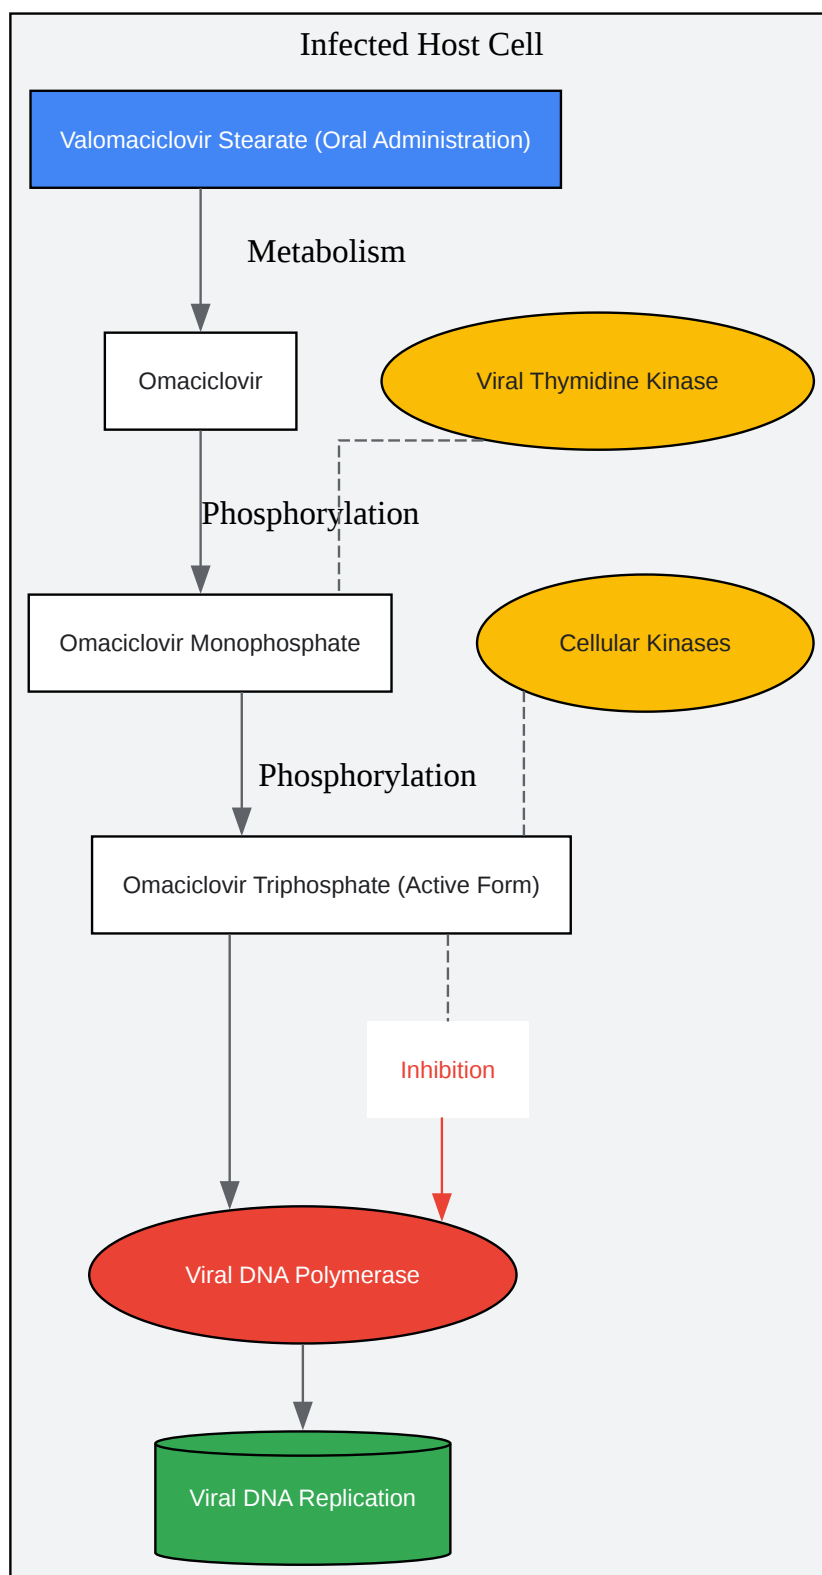 Infected Host Cell
Valomaciclovir Stearate (Oral Administration)
Metabolism
Omaciclovir
Viral Thymidine Kinase
Phosphorylation
Omaciclovir Monophosphate
Cellular Kinases
Phosphorylation
Omaciclovir Triphosphate (Active Form)
Inhibition
Viral DNA Polymerase
Viral DNA Replication